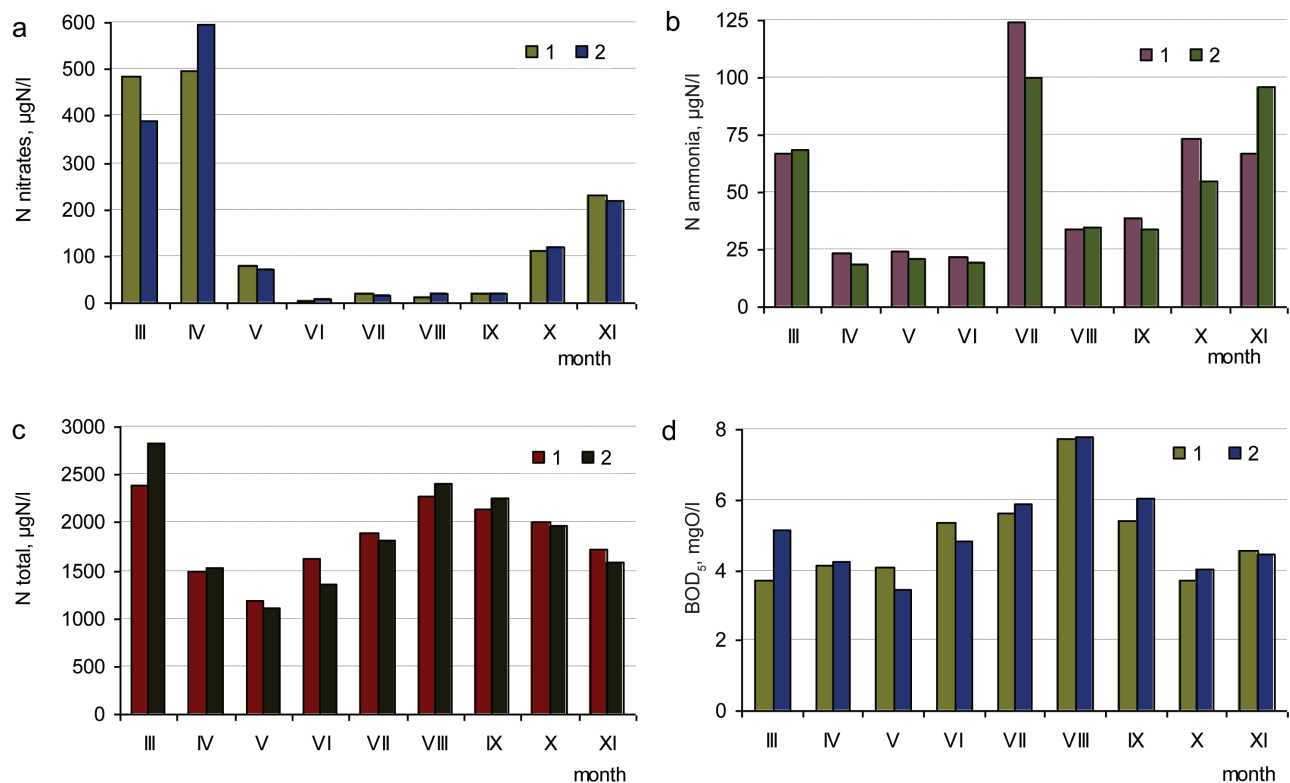 a
N nitrates, µgN/l
600
500
400
300
200
100
0
1 2
III IV V VI VII VIII IX X XI
month
b
N ammonia, µgN/l
125
100
75
50
25
0
1 2
III IV V VI VII VIII IX X XI
month
c
N total, µgN/l
3000
2500
2000
1500
1000
500
0
1 2
III IV V VI VII VIII IX X XI
month
d
BOD₅, mgO/l
8
6
4
2
0
1 2
III IV V VI VII VIII IX X XI
month